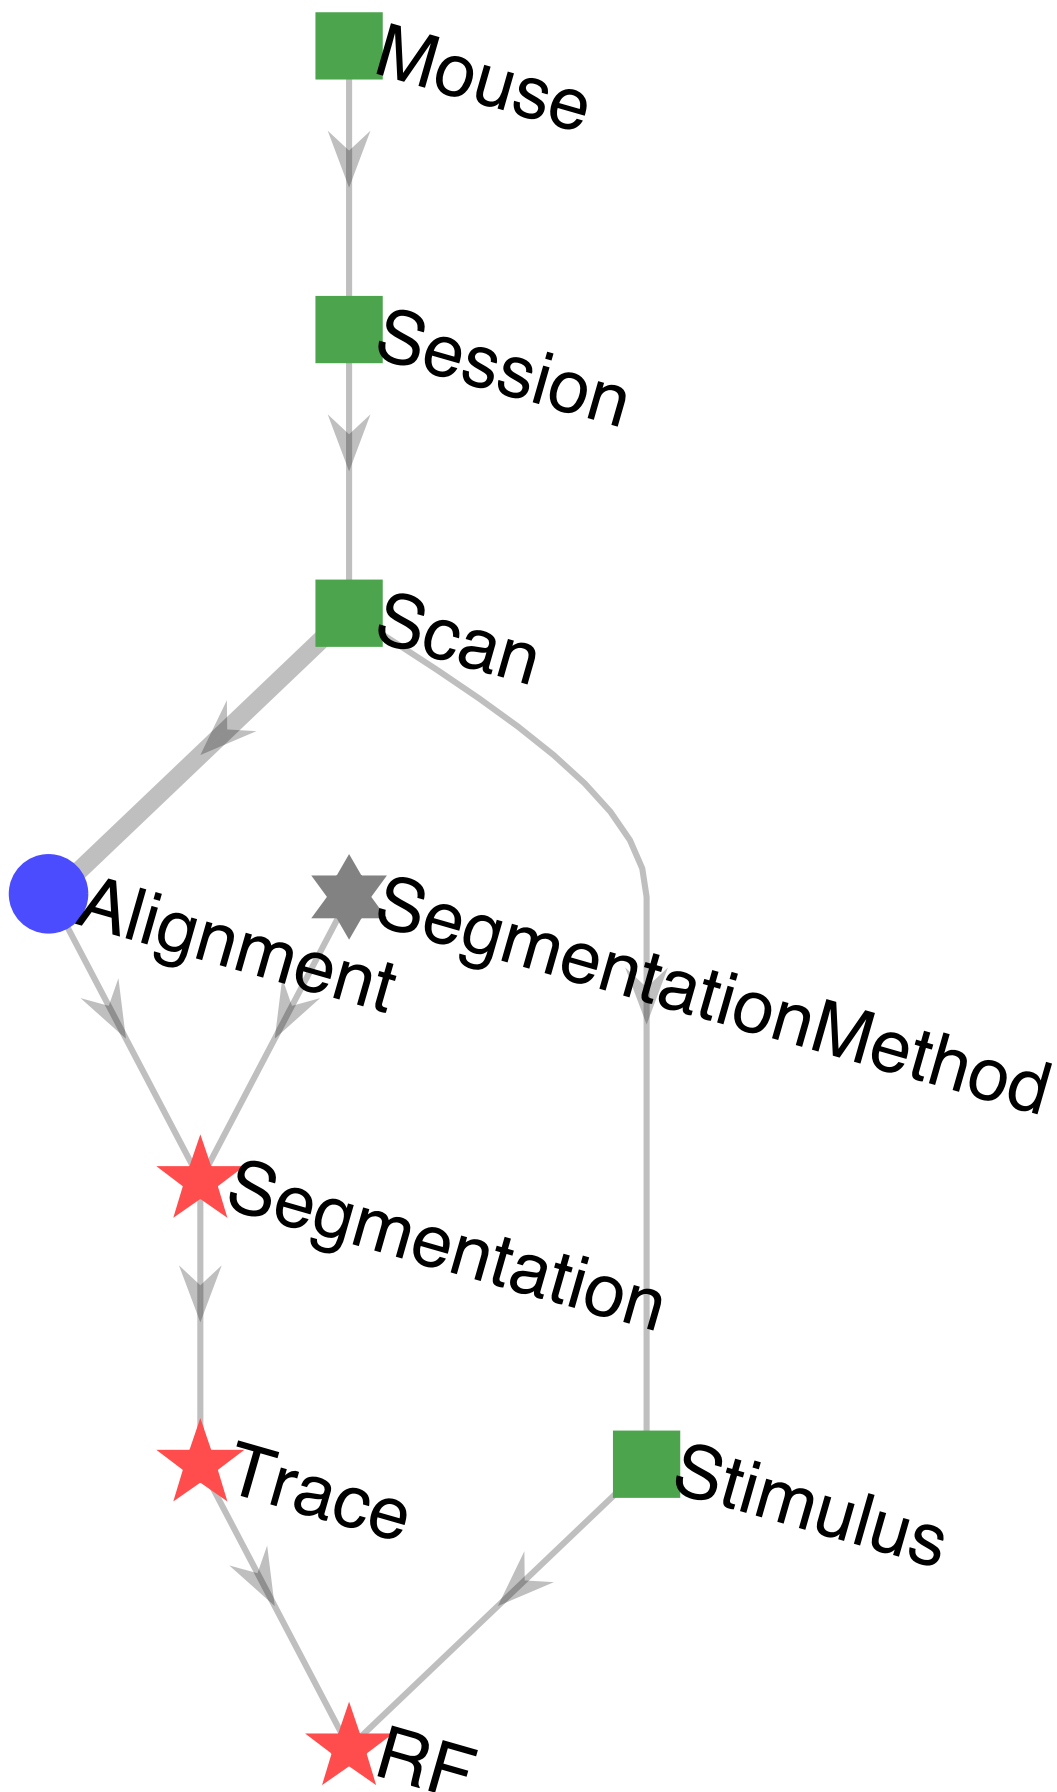 Mouse
Session
Scan
Alignment
SegmentationMethod
Segmentation
Trace
Stimulus
RF